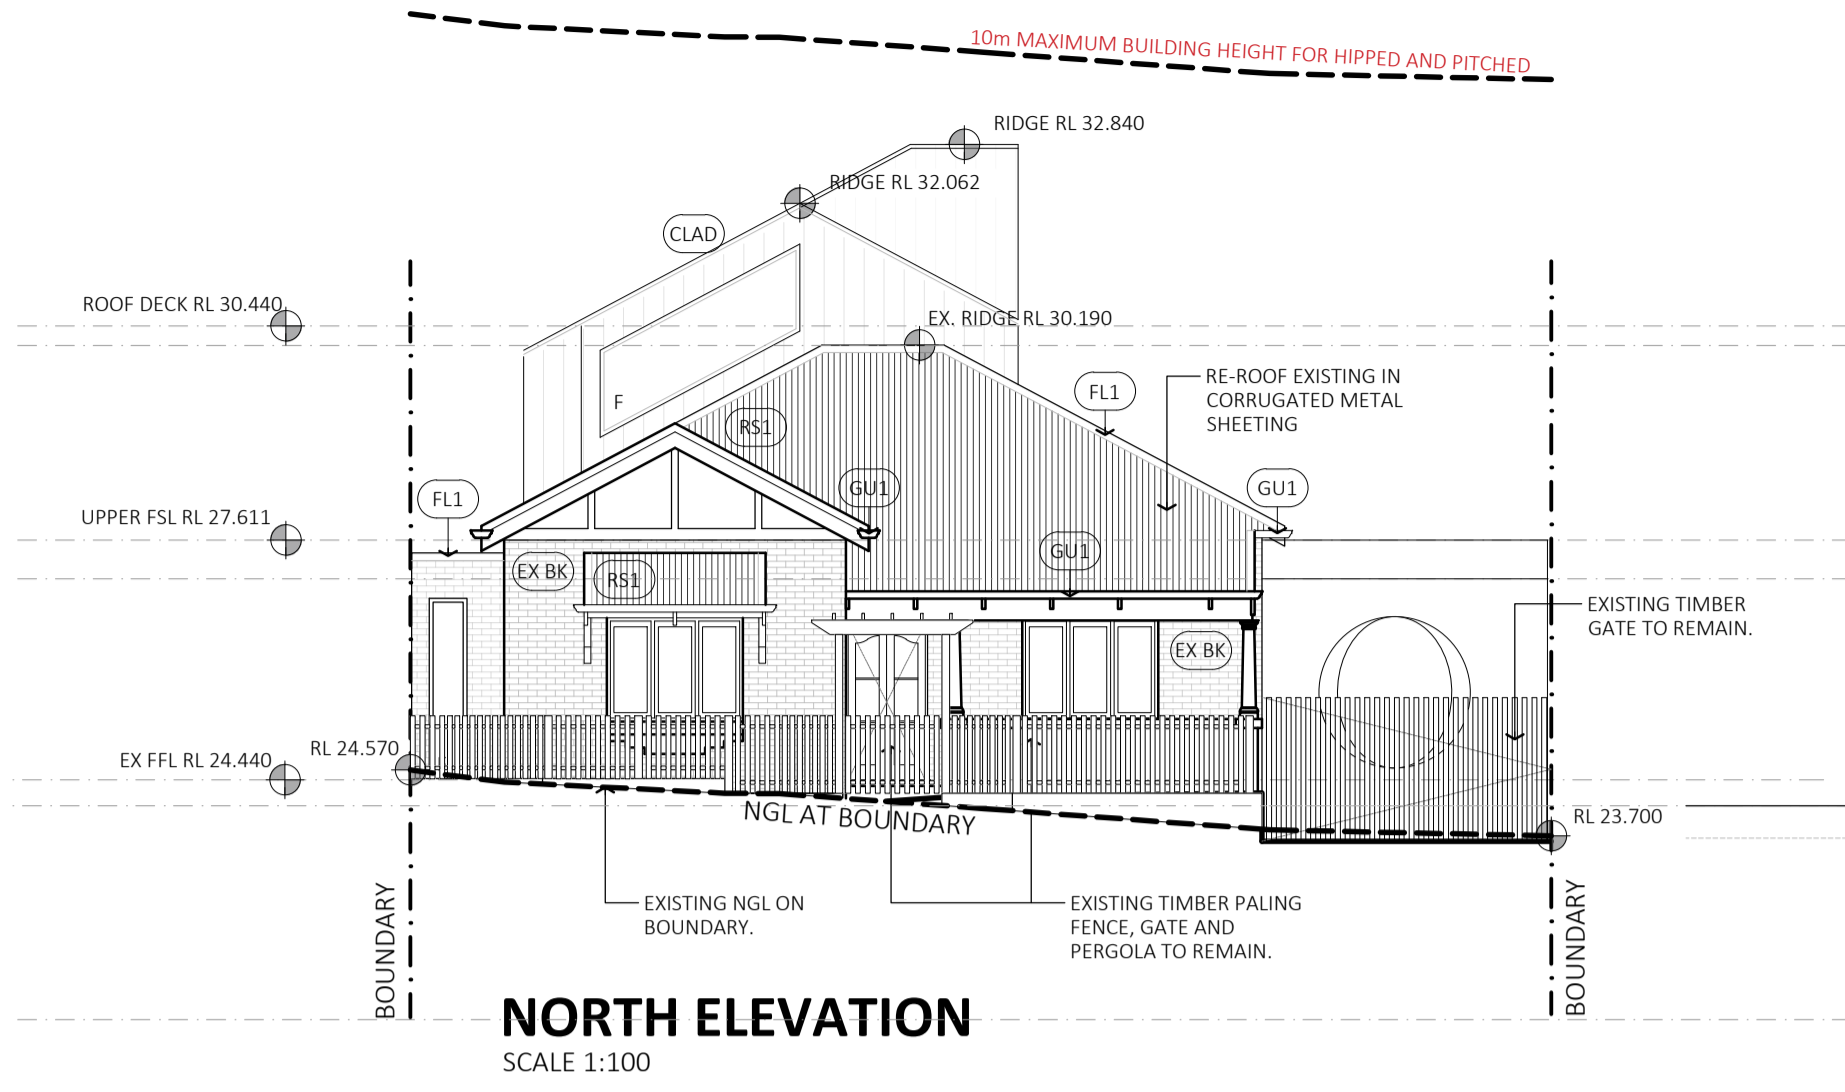 10m MAXIMUM BUILDING HEIGHT FOR HIPPED AND PITCHED
RIDGE RL 32.840
RIDGE RL 32.062
CLAD
ROOF DECK RL 30.440
EX. RIDGE RL 30.190
RE-ROOF EXISTING IN
CORRUGATED METAL
SHEETING
FL1
F
RS1
GU1
GU1
FL1
UPPER FSL RL 27.611
GU1
EX BK
RS1
EXISTING TIMBER
GATE TO REMAIN.
EX BK
RL 24.570
EX FFL RL 24.440
NGL AT BOUNDARY
RL 23.700
BOUNDARY
EXISTING NGL ON
BOUNDARY.
EXISTING TIMBER PALING
FENCE, GATE AND
PERGOLA TO REMAIN.
BOUNDARY
NORTH ELEVATION
SCALE 1:100